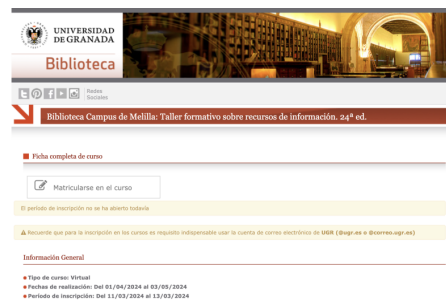 UNIVERSIDAD
DE GRANADA
Biblioteca
Redes
Sociales
Biblioteca Campus de Melilla: Taller formativo sobre recursos de información. 24ª ed.
Ficha completa de curso
Matricularse en el curso
El período de inscripción no se ha abierto todavía
Recuerde que para la inscripción en los cursos es requisito indispensable usar la cuenta de correo electrónico de UGR (@ugr.es o @correo.ugr.es)
Información General
Tipo de curso: Virtual
Fechas de realización: Del 01/04/2024 al 03/05/2024
Período de inscripción: Del 11/03/2024 al 13/03/2024